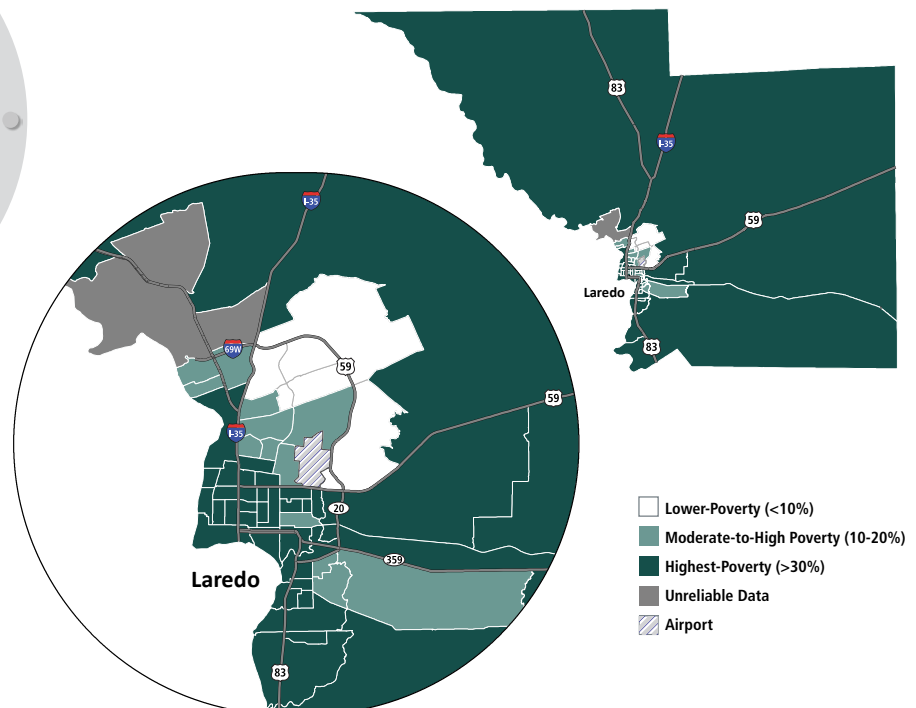 83
I-35
59
Laredo
83
I-35
69W
59
59
I-35
20
359
Laredo
83
Lower-Poverty (<10%)
Moderate-to-High Poverty (10-20%)
Highest-Poverty (>30%)
Unreliable Data
Airport